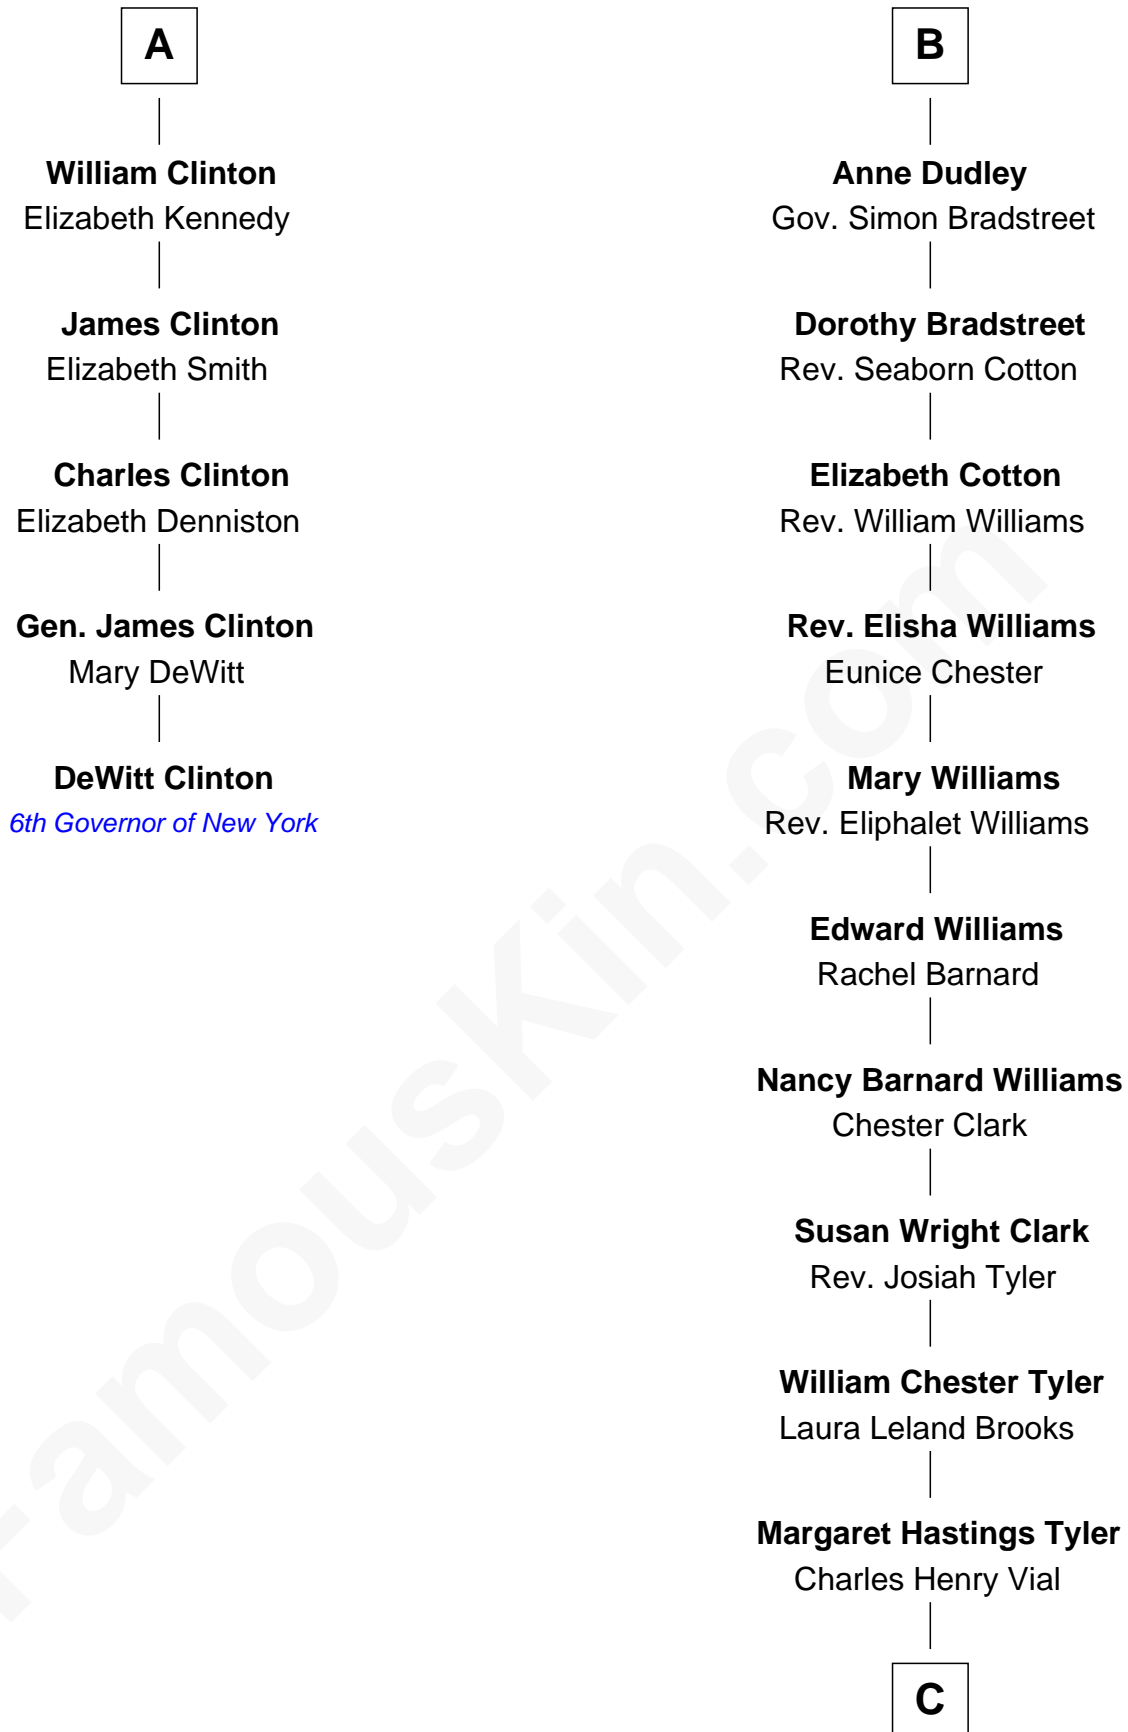 A
William Clinton
Elizabeth Kennedy
James Clinton
Elizabeth Smith
Charles Clinton
Elizabeth Denniston
Gen. James Clinton
Mary DeWitt
DeWitt Clinton
6th Governor of New York
B
Anne Dudley
Gov. Simon Bradstreet
Dorothy Bradstreet
Rev. Seaborn Cotton
Elizabeth Cotton
Rev. William Williams
Rev. Elisha Williams
Eunice Chester
Mary Williams
Rev. Eliphalet Williams
Edward Williams
Rachel Barnard
Nancy Barnard Williams
Chester Clark
Susan Wright Clark
Rev. Josiah Tyler
William Chester Tyler
Laura Leland Brooks
Margaret Hastings Tyler
Charles Henry Vial
C
FamousKin.com